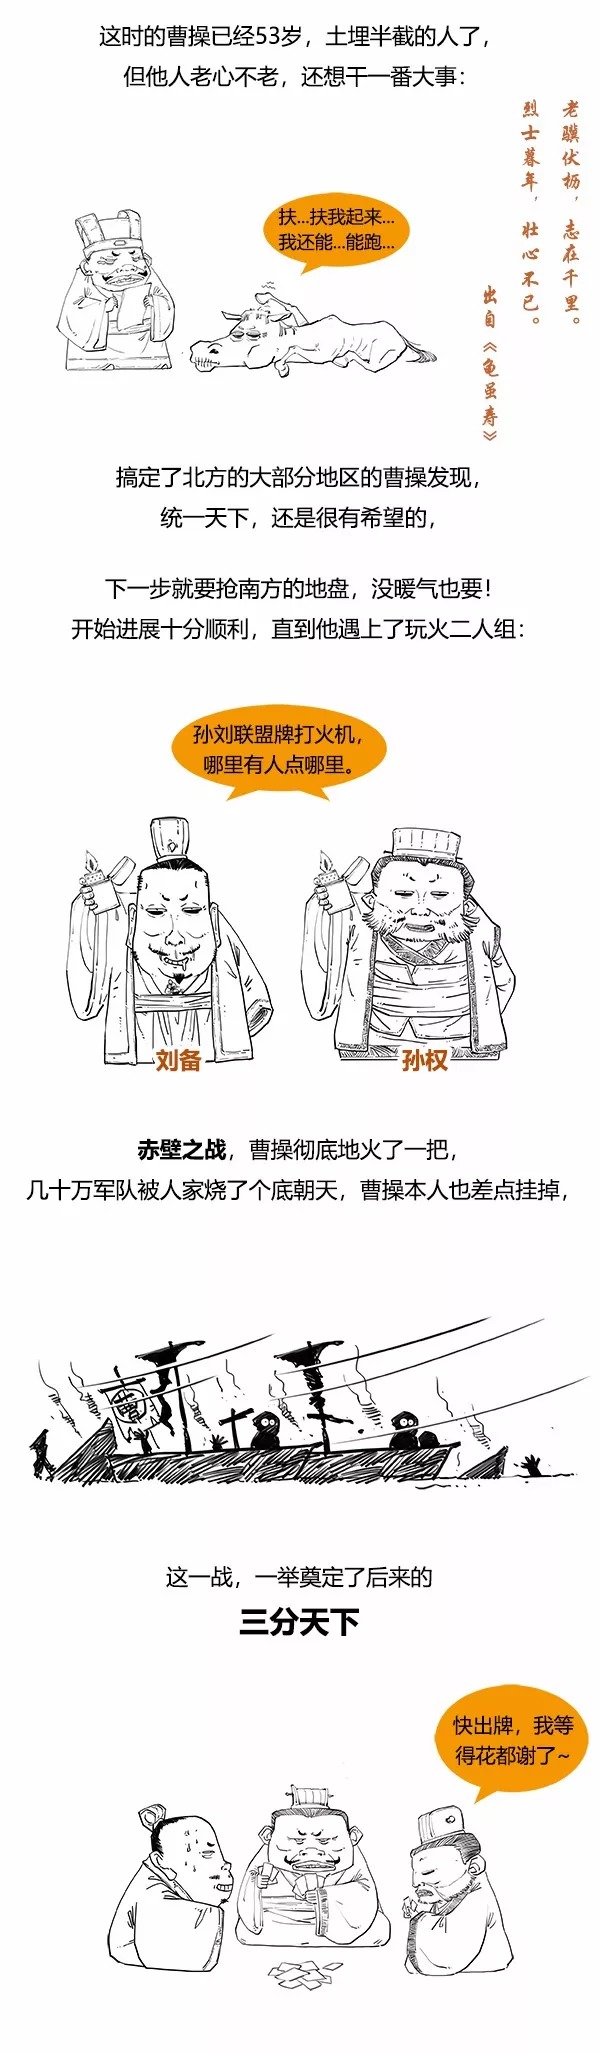 这时的曹操已经53岁，土埋半截的人了，
但他人老心不老，还想干一番大事：
老骥伏枥，志在千里。
烈士暮年，壮心不已。
出自《龟虽寿》
扶...扶我起来...
我还能...能跑...
搞定了北方的大部分地区的曹操发现，
统一天下，还是很有希望的，
下一步就要抢南方的地盘，没暖气也要！
开始进展十分顺利，直到他遇上了玩火二人组：
孙刘联盟牌打火机，
哪里有人点哪里。
刘备
孙权
赤壁之战，曹操彻底地火了一把，
几十万军队被人家烧了个底朝天，曹操本人也差点挂掉，
曹
这一战，一举奠定了后来的
三分天下
快出牌，我等
得花都谢了~